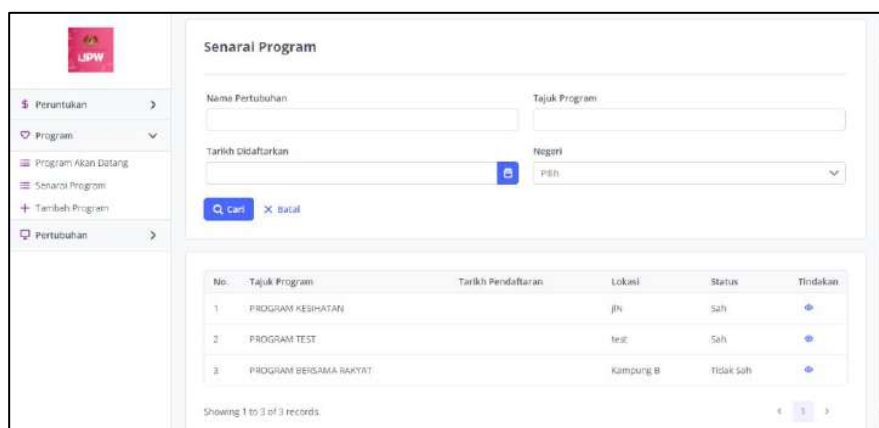 UPW
Senarai Program
$ Peruntukan >
Nama Pertubuhan Tajuk Program
Program
Tarikh Didaftarkan Negeri
Program Akan Datang
Pilih
Senarai Program
+ Tambah Program
Cari × Batal
Pertubuhan >
No. Tajuk Program Tarikh Pendaftaran Lokasi Status Tindakan
1 PROGRAM KESIHATAN jlN Sah
2 PROGRAM TEST test Sah
3 PROGRAM BERSAMA RAKYAT Kampung B Tidak Sah
Showing 1 to 3 of 3 records. < 1 >